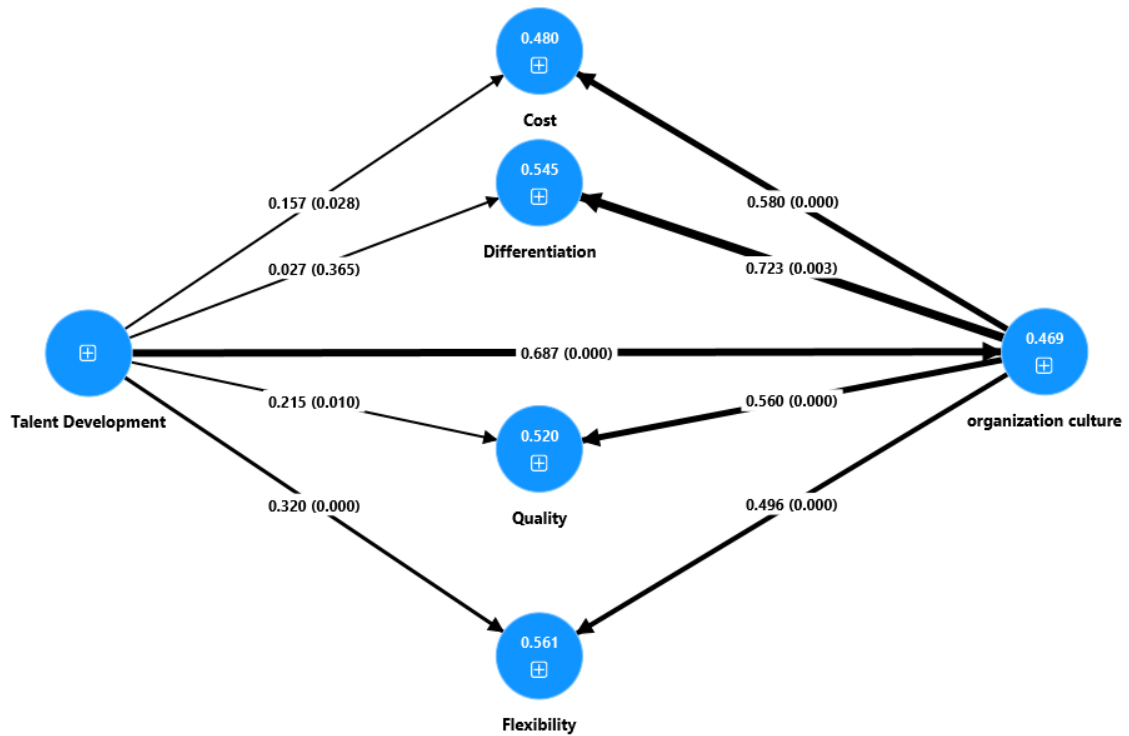 0.480
Cost
0.545
Differentiation
0.157 (0.028)
0.580 (0.000)
0.027 (0.365)
0.723 (0.003)
0.469
0.687 (0.000)
Talent Development
organization culture
0.215 (0.010)
0.560 (0.000)
0.520
Quality
0.320 (0.000)
0.496 (0.000)
0.561
Flexibility